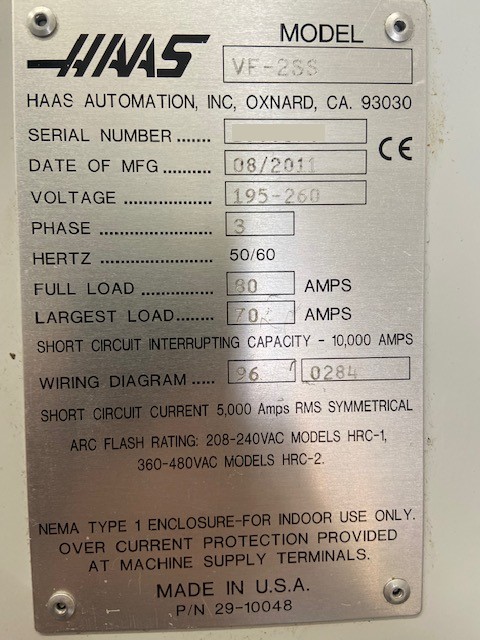 HAAS
MODEL
VF-2SS
HAAS AUTOMATION, INC, OXNARD, CA. 93030
SERIAL NUMBER .......
CE
DATE OF MFG .......... 08/2011
VOLTAGE ................ 195-260
PHASE .................... 3
HERTZ .................... 50/60
FULL LOAD .............. 80 AMPS
LARGEST LOAD........ 70 AMPS
SHORT CIRCUIT INTERRUPTING CAPACITY - 10,000 AMPS
WIRING DIAGRAM ..... 96 0284
SHORT CIRCUIT CURRENT 5,000 Amps RMS SYMMETRICAL
ARC FLASH RATING: 208-240VAC MODELS HRC-1,
360-480VAC MODELS HRC-2.
NEMA TYPE 1 ENCLOSURE-FOR INDOOR USE ONLY.
OVER CURRENT PROTECTION PROVIDED
AT MACHINE SUPPLY TERMINALS.
MADE IN U.S.A.
P/N 29-10048